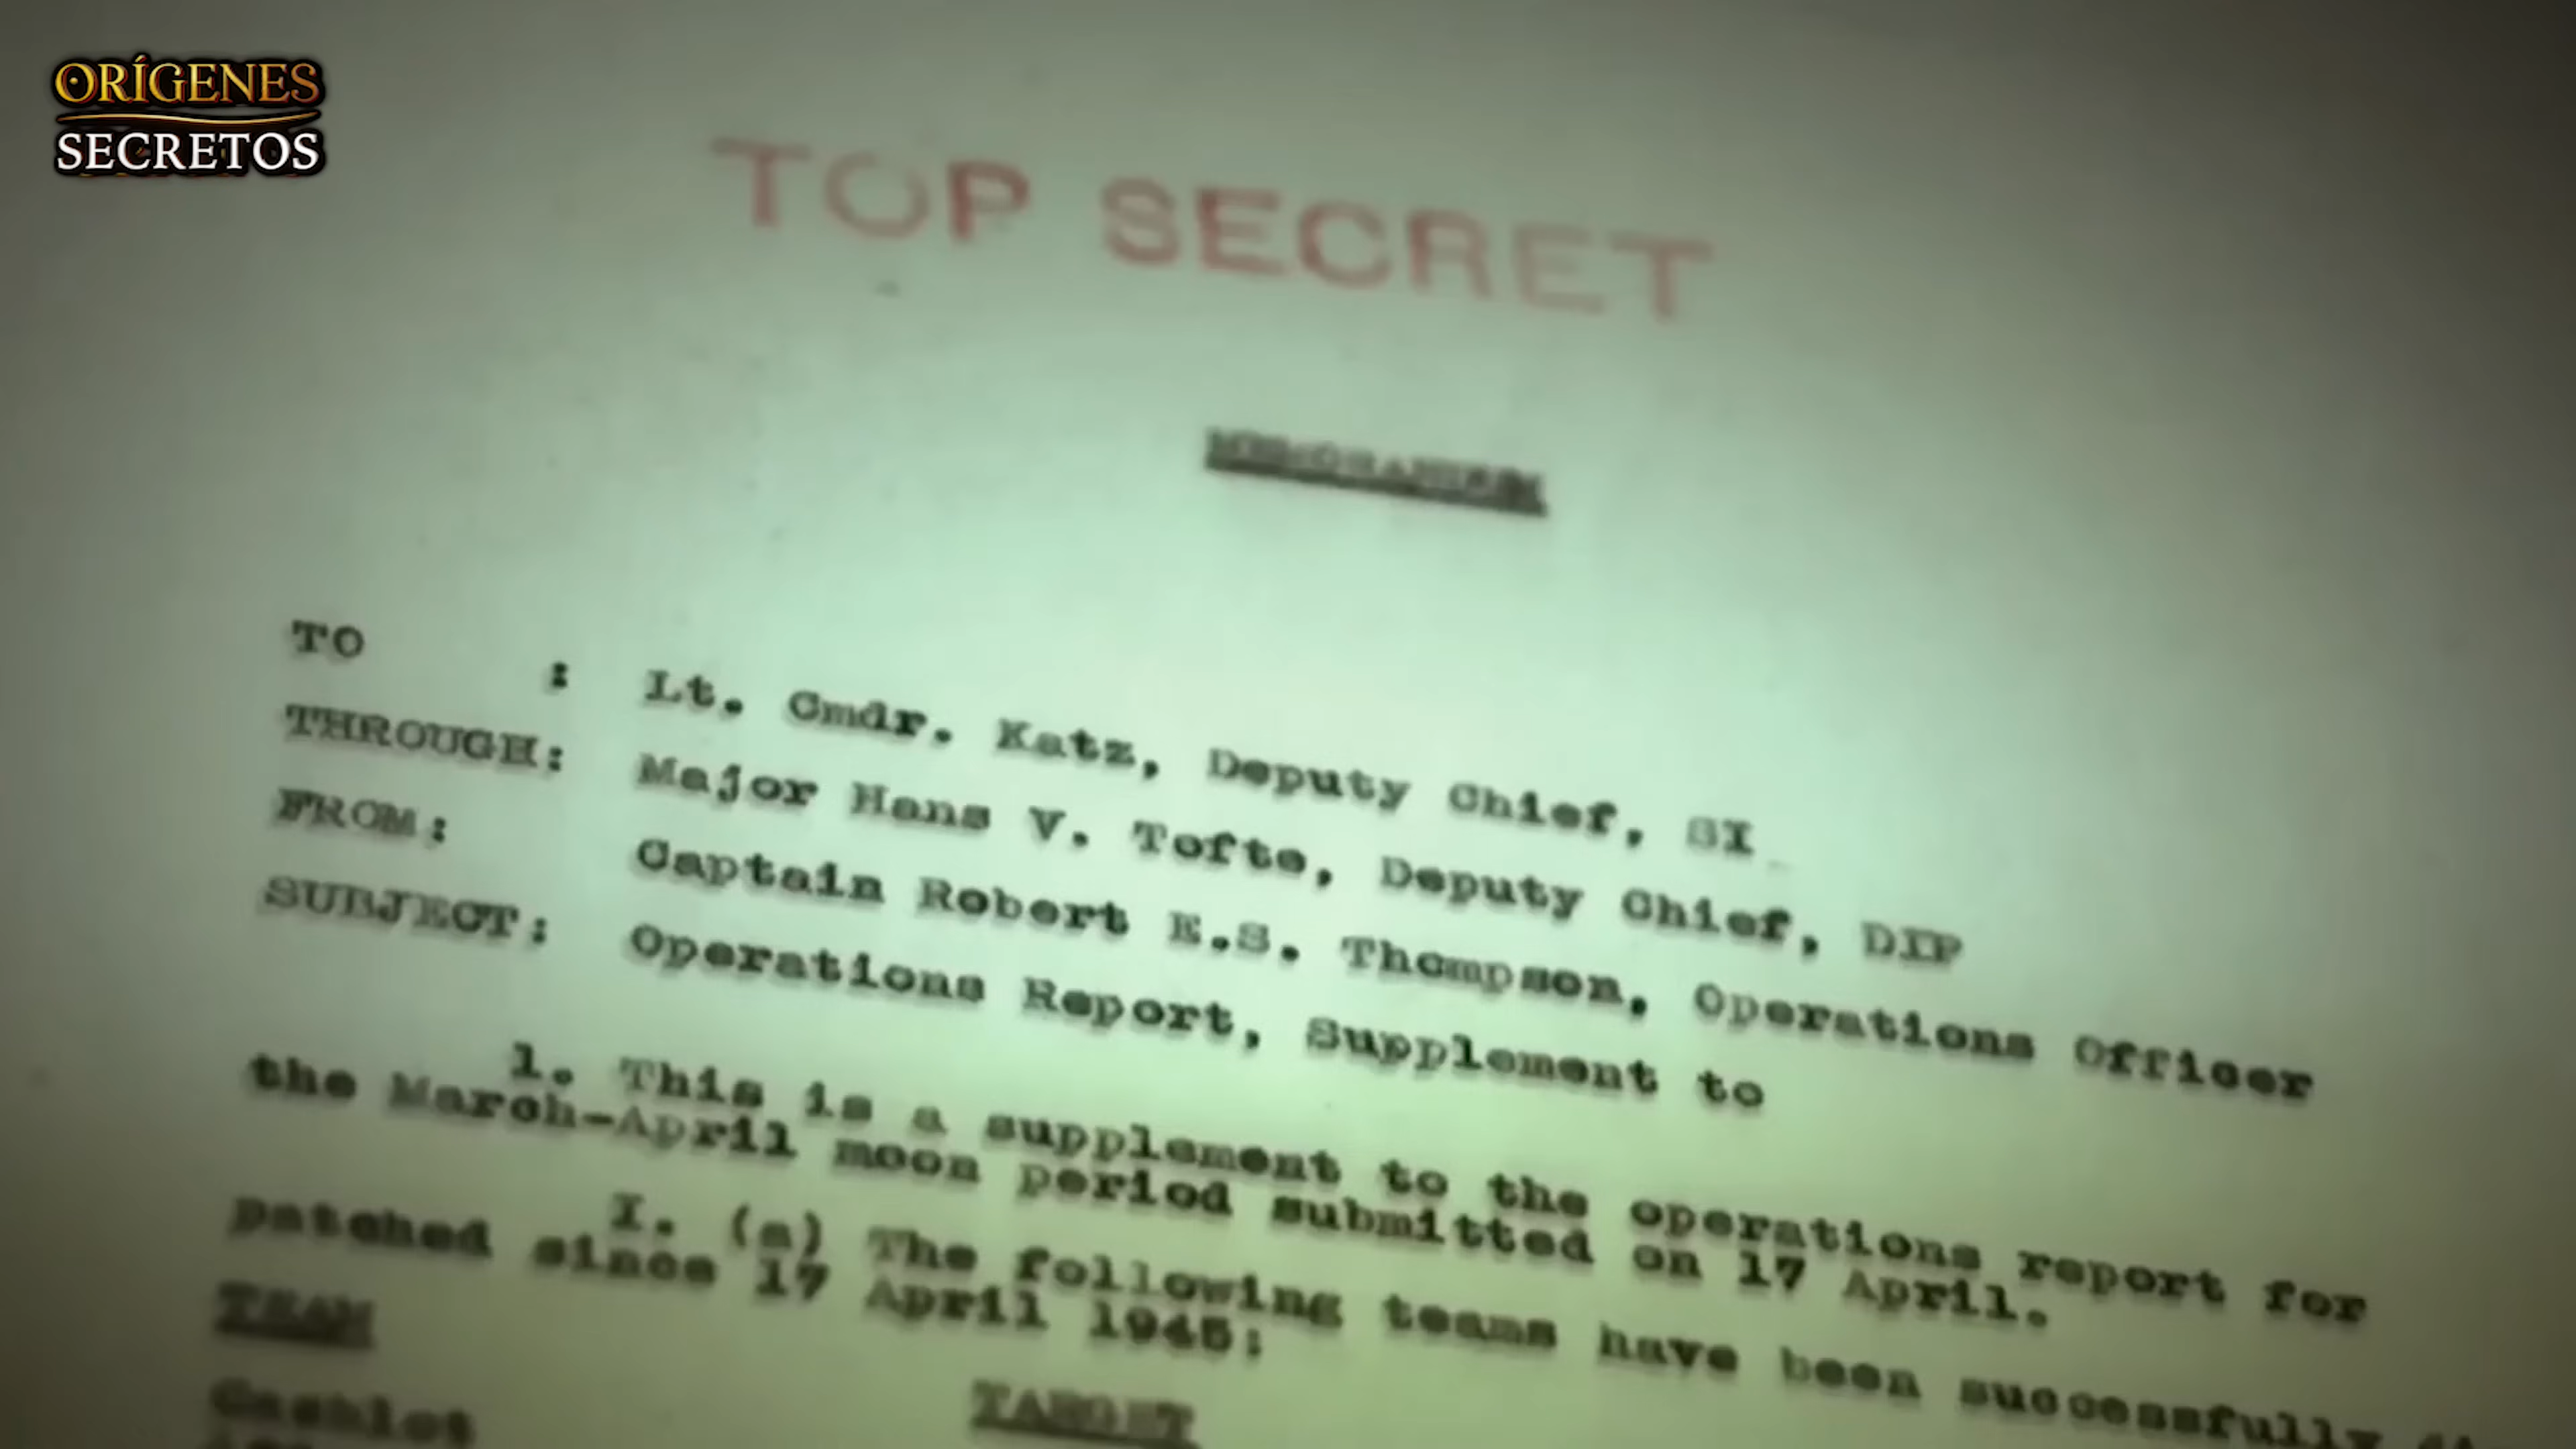 ORÍGENES
SECRETOS
TOP SECRET
MEMORANDUM
TO : Lt. Cmdr. Katz, Deputy Chief, SI
THROUGH: Major Hans V. Tofte, Deputy Chief, DIP
FROM: Captain Robert E.S. Thompson, Operations Officer
SUBJECT: Operations Report, Supplement to
1. This is a supplement to the operations report for
the March-April moon period submitted on 17 April.
I. (a) The following teams have been successfully
patched since 17 April 1945:
TEAM TARGET